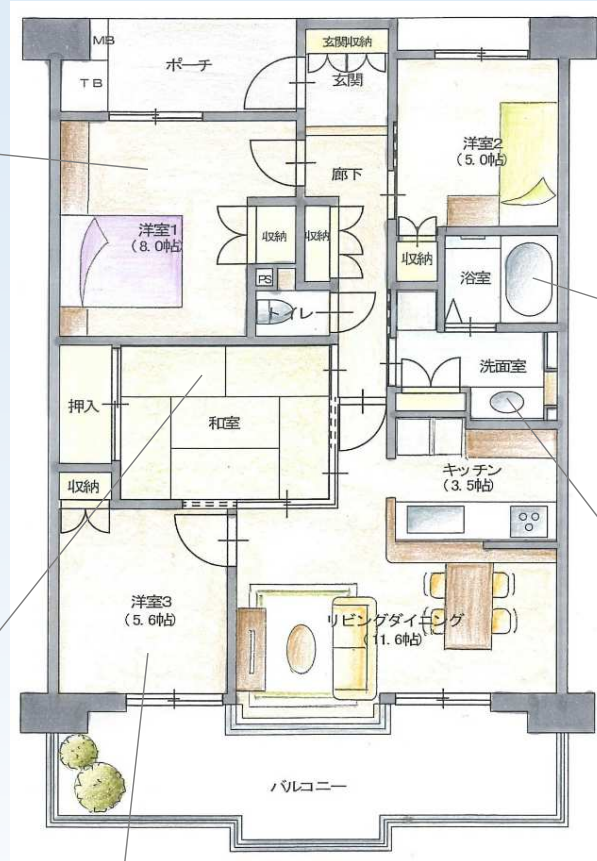 MB
TB
ポーチ
玄関収納
玄関
洋室2
(5.0帖)
廊下
洋室1
(8.0帖)
収納
収納
収納
浴室
PS
トイレ
洗面室
押入
和室
収納
キッチン
(3.5帖)
洋室3
(5.6帖)
リビングダイニング
(11.6帖)
バルコニー